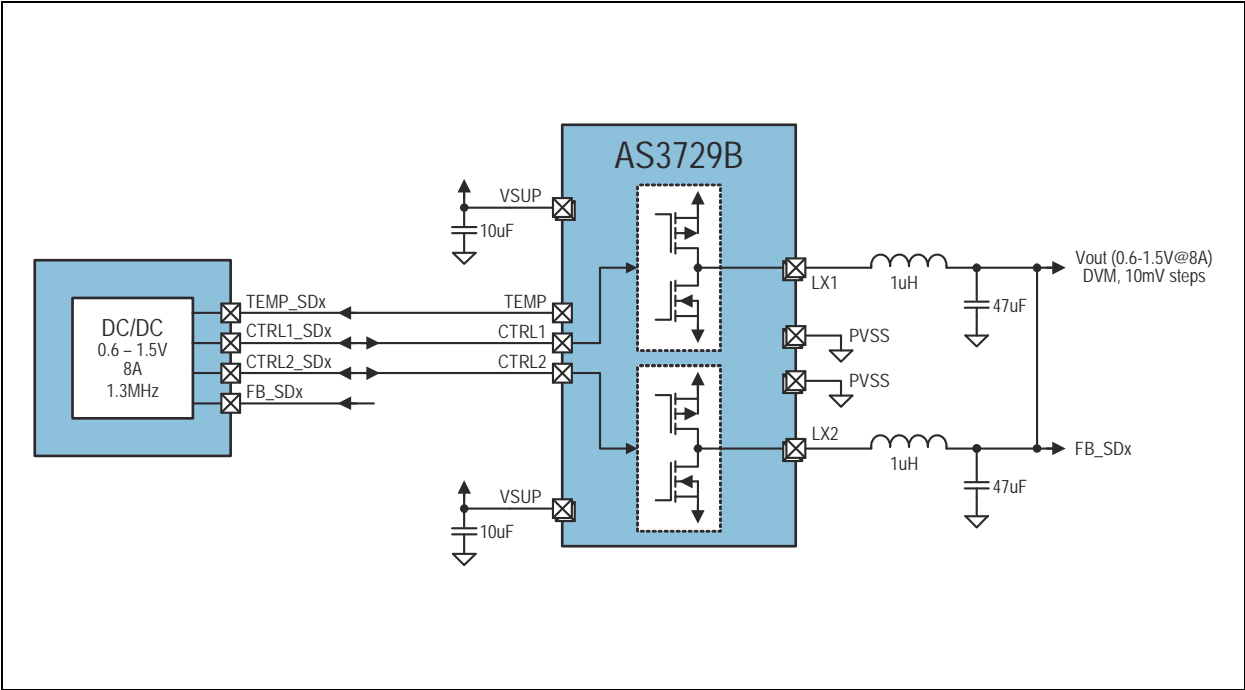 AS3729B
VSUP
10uF
DC/DC
0.6 – 1.5V
8A
1.3MHz
TEMP_SDx
CTRL1_SDx
CTRL2_SDx
FB_SDx
TEMP
CTRL1
CTRL2
VSUP
10uF
LX1
1uH
47uF
Vout (0.6-1.5V@8A)
DVM, 10mV steps
PVSS
PVSS
LX2
1uH
47uF
FB_SDx